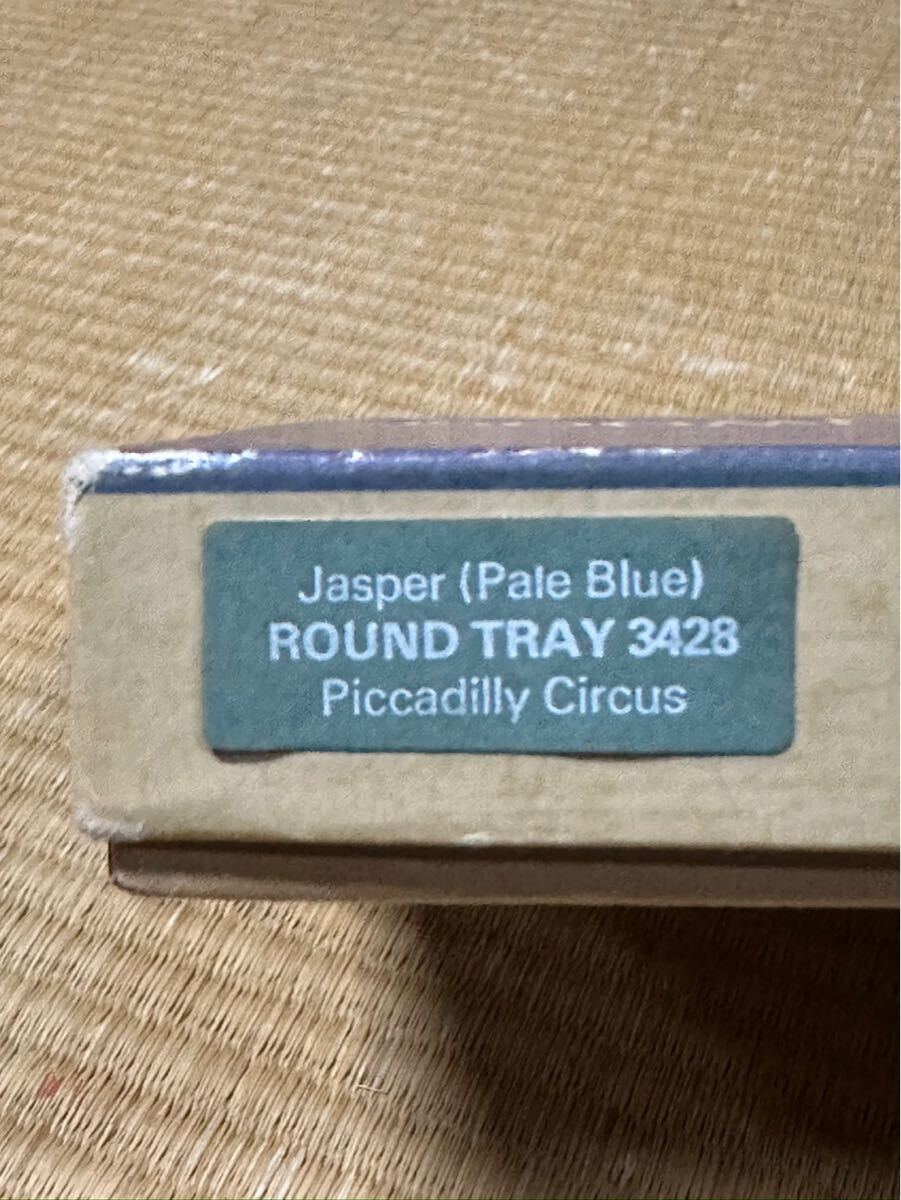 Jasper (Pale Blue)
ROUND TRAY 3428
Piccadilly Circus